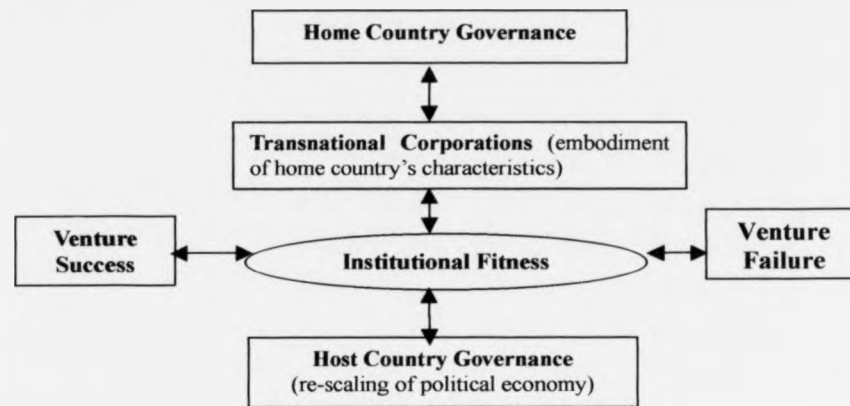 Home Country Governance
Transnational Corporations (embodiment
of home country's characteristics)
Venture
Success
Institutional Fitness
Venture
Failure
Host Country Governance
(re-scaling of political economy)